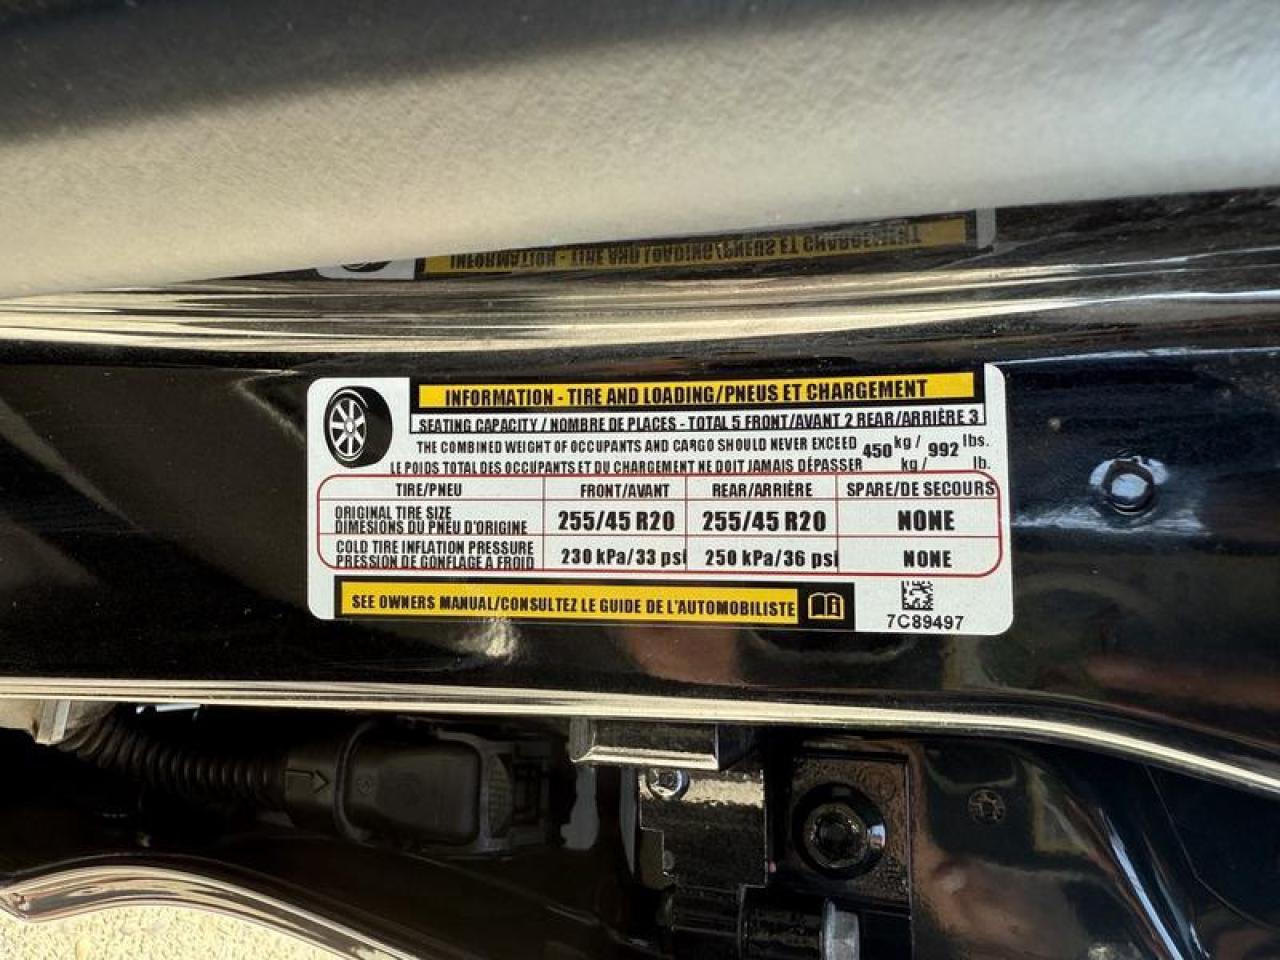 INFORMATION - TIRE AND LOADING/PNEUS ET CHARGEMENT
INFORMATION - TIRE AND LOADING/PNEUS ET CHARGEMENT
SEATING CAPACITY / NOMBRE DE PLACES - TOTAL 5 FRONT/AVANT 2 REAR/ARRIÈRE 3
THE COMBINED WEIGHT OF OCCUPANTS AND CARGO SHOULD NEVER EXCEED 450 kg / 992 lbs.
LE POIDS TOTAL DES OCCUPANTS ET DU CHARGEMENT NE DOIT JAMAIS DÉPASSER kg / lb.
TIRE/PNEU FRONT/AVANT REAR/ARRIÈRE SPARE/DE SECOURS
ORIGINAL TIRE SIZE
DIMESIONS DU PNEU D'ORIGINE 255/45 R20 255/45 R20 NONE
COLD TIRE INFLATION PRESSURE
PRESSION DE GONFLAGE À FROID 230 kPa/33 psi 250 kPa/36 psi NONE
SEE OWNERS MANUAL/CONSULTEZ LE GUIDE DE L'AUTOMOBILISTE
7C89497